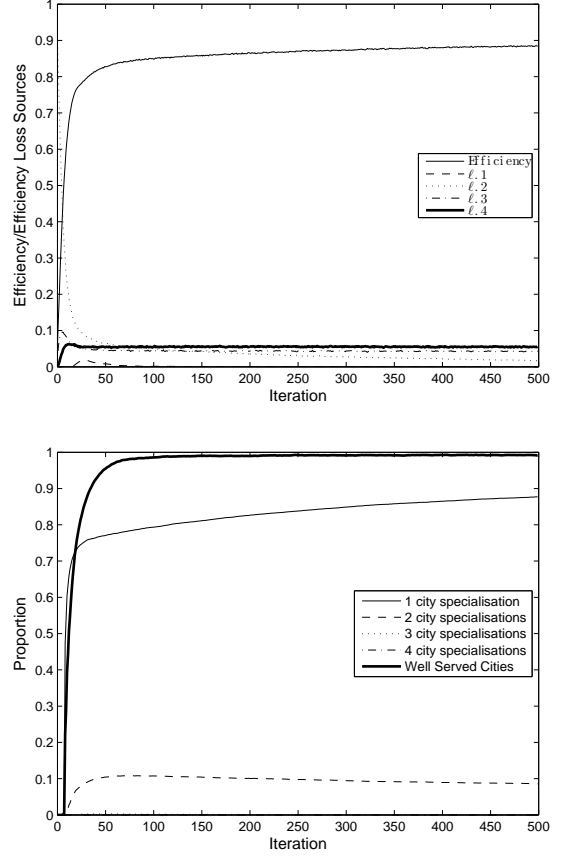 1
0.9
0.8
0.7
0.6
0.5
0.4
0.3
0.2
0.1
0
Efficiency/Efficiency Loss Sources
Efficiency
ℓ.1
ℓ.2
ℓ.3
ℓ.4
0 50 100 150 200 250 300 350 400 450 500
Iteration
1
0.9
0.8
0.7
0.6
0.5
0.4
0.3
0.2
0.1
0
Proportion
1 city specialisation
2 city specialisations
3 city specialisations
4 city specialisations
Well Served Cities
0 50 100 150 200 250 300 350 400 450 500
Iteration